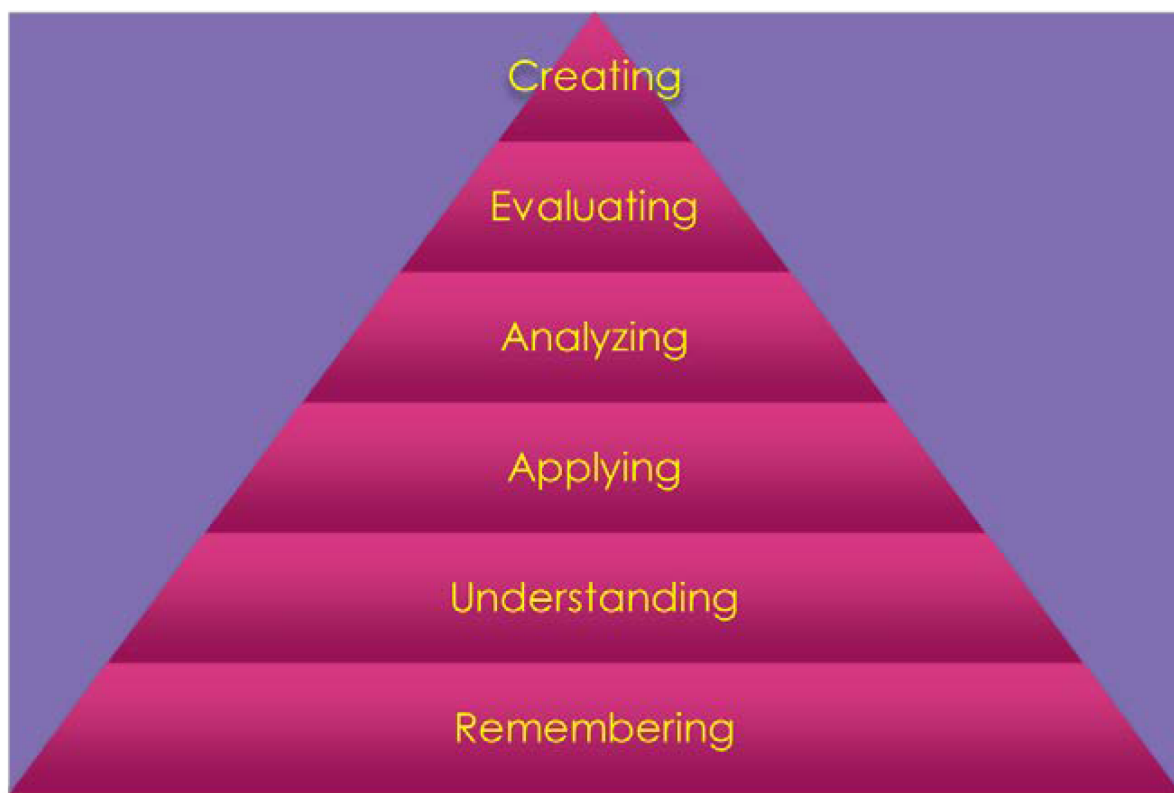 Creating
Evaluating
Analyzing
Applying
Understanding
Remembering